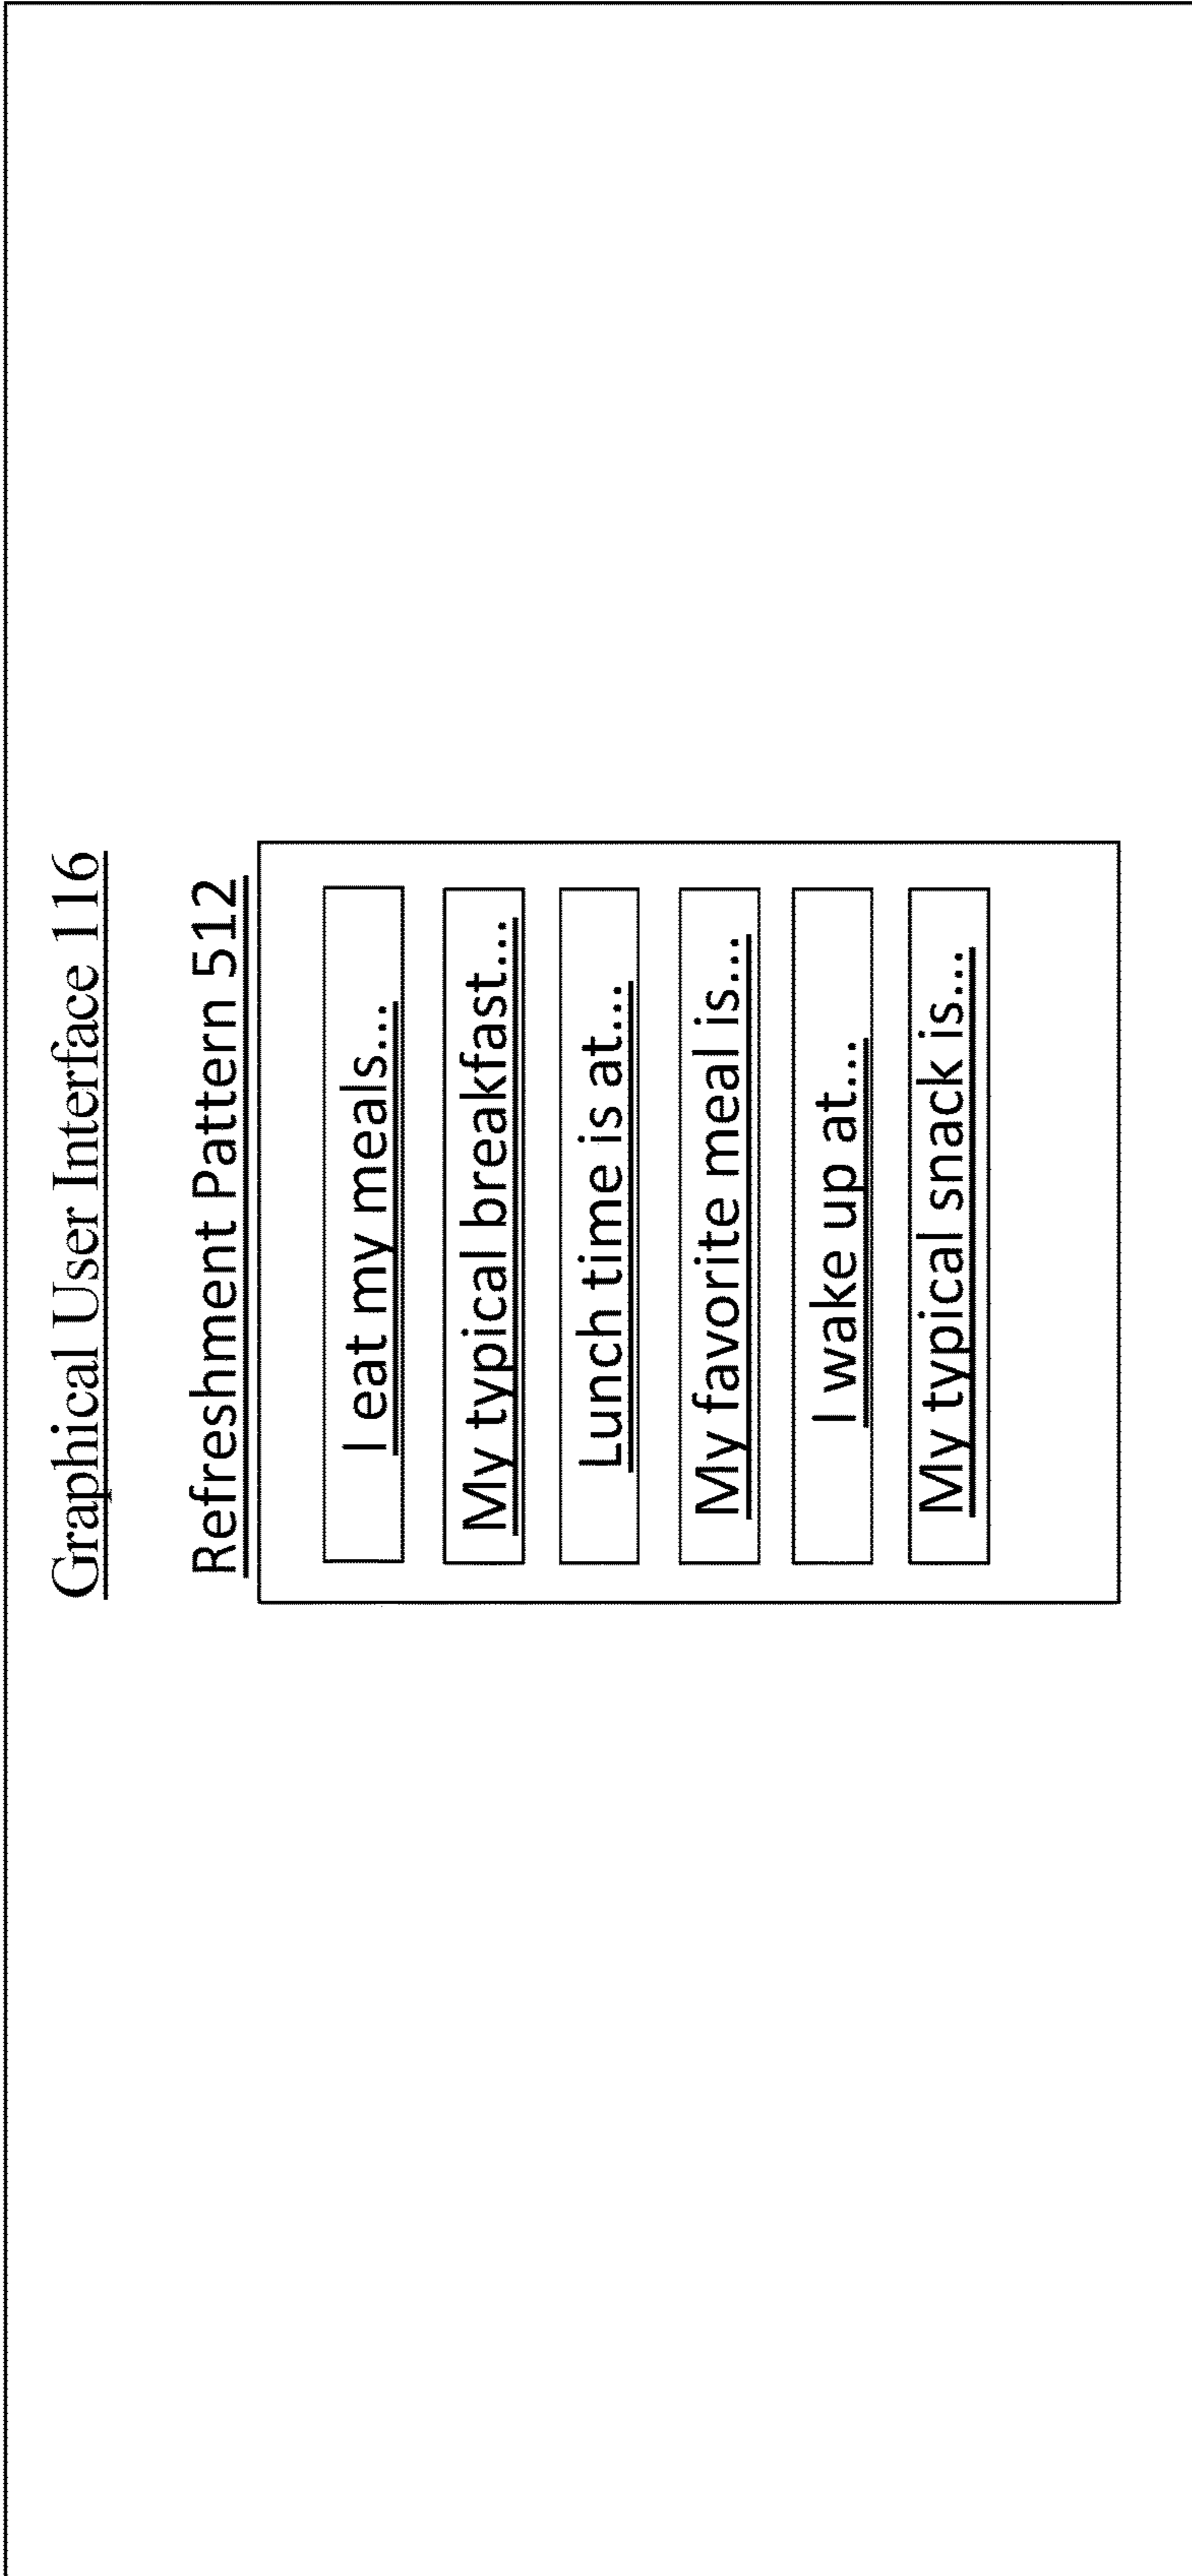 Graphical User Interface 116
Refreshment Pattern 512
I eat my meals...
My typical breakfast...
Lunch time is at...
My favorite meal is...
I wake up at...
My typical snack is...